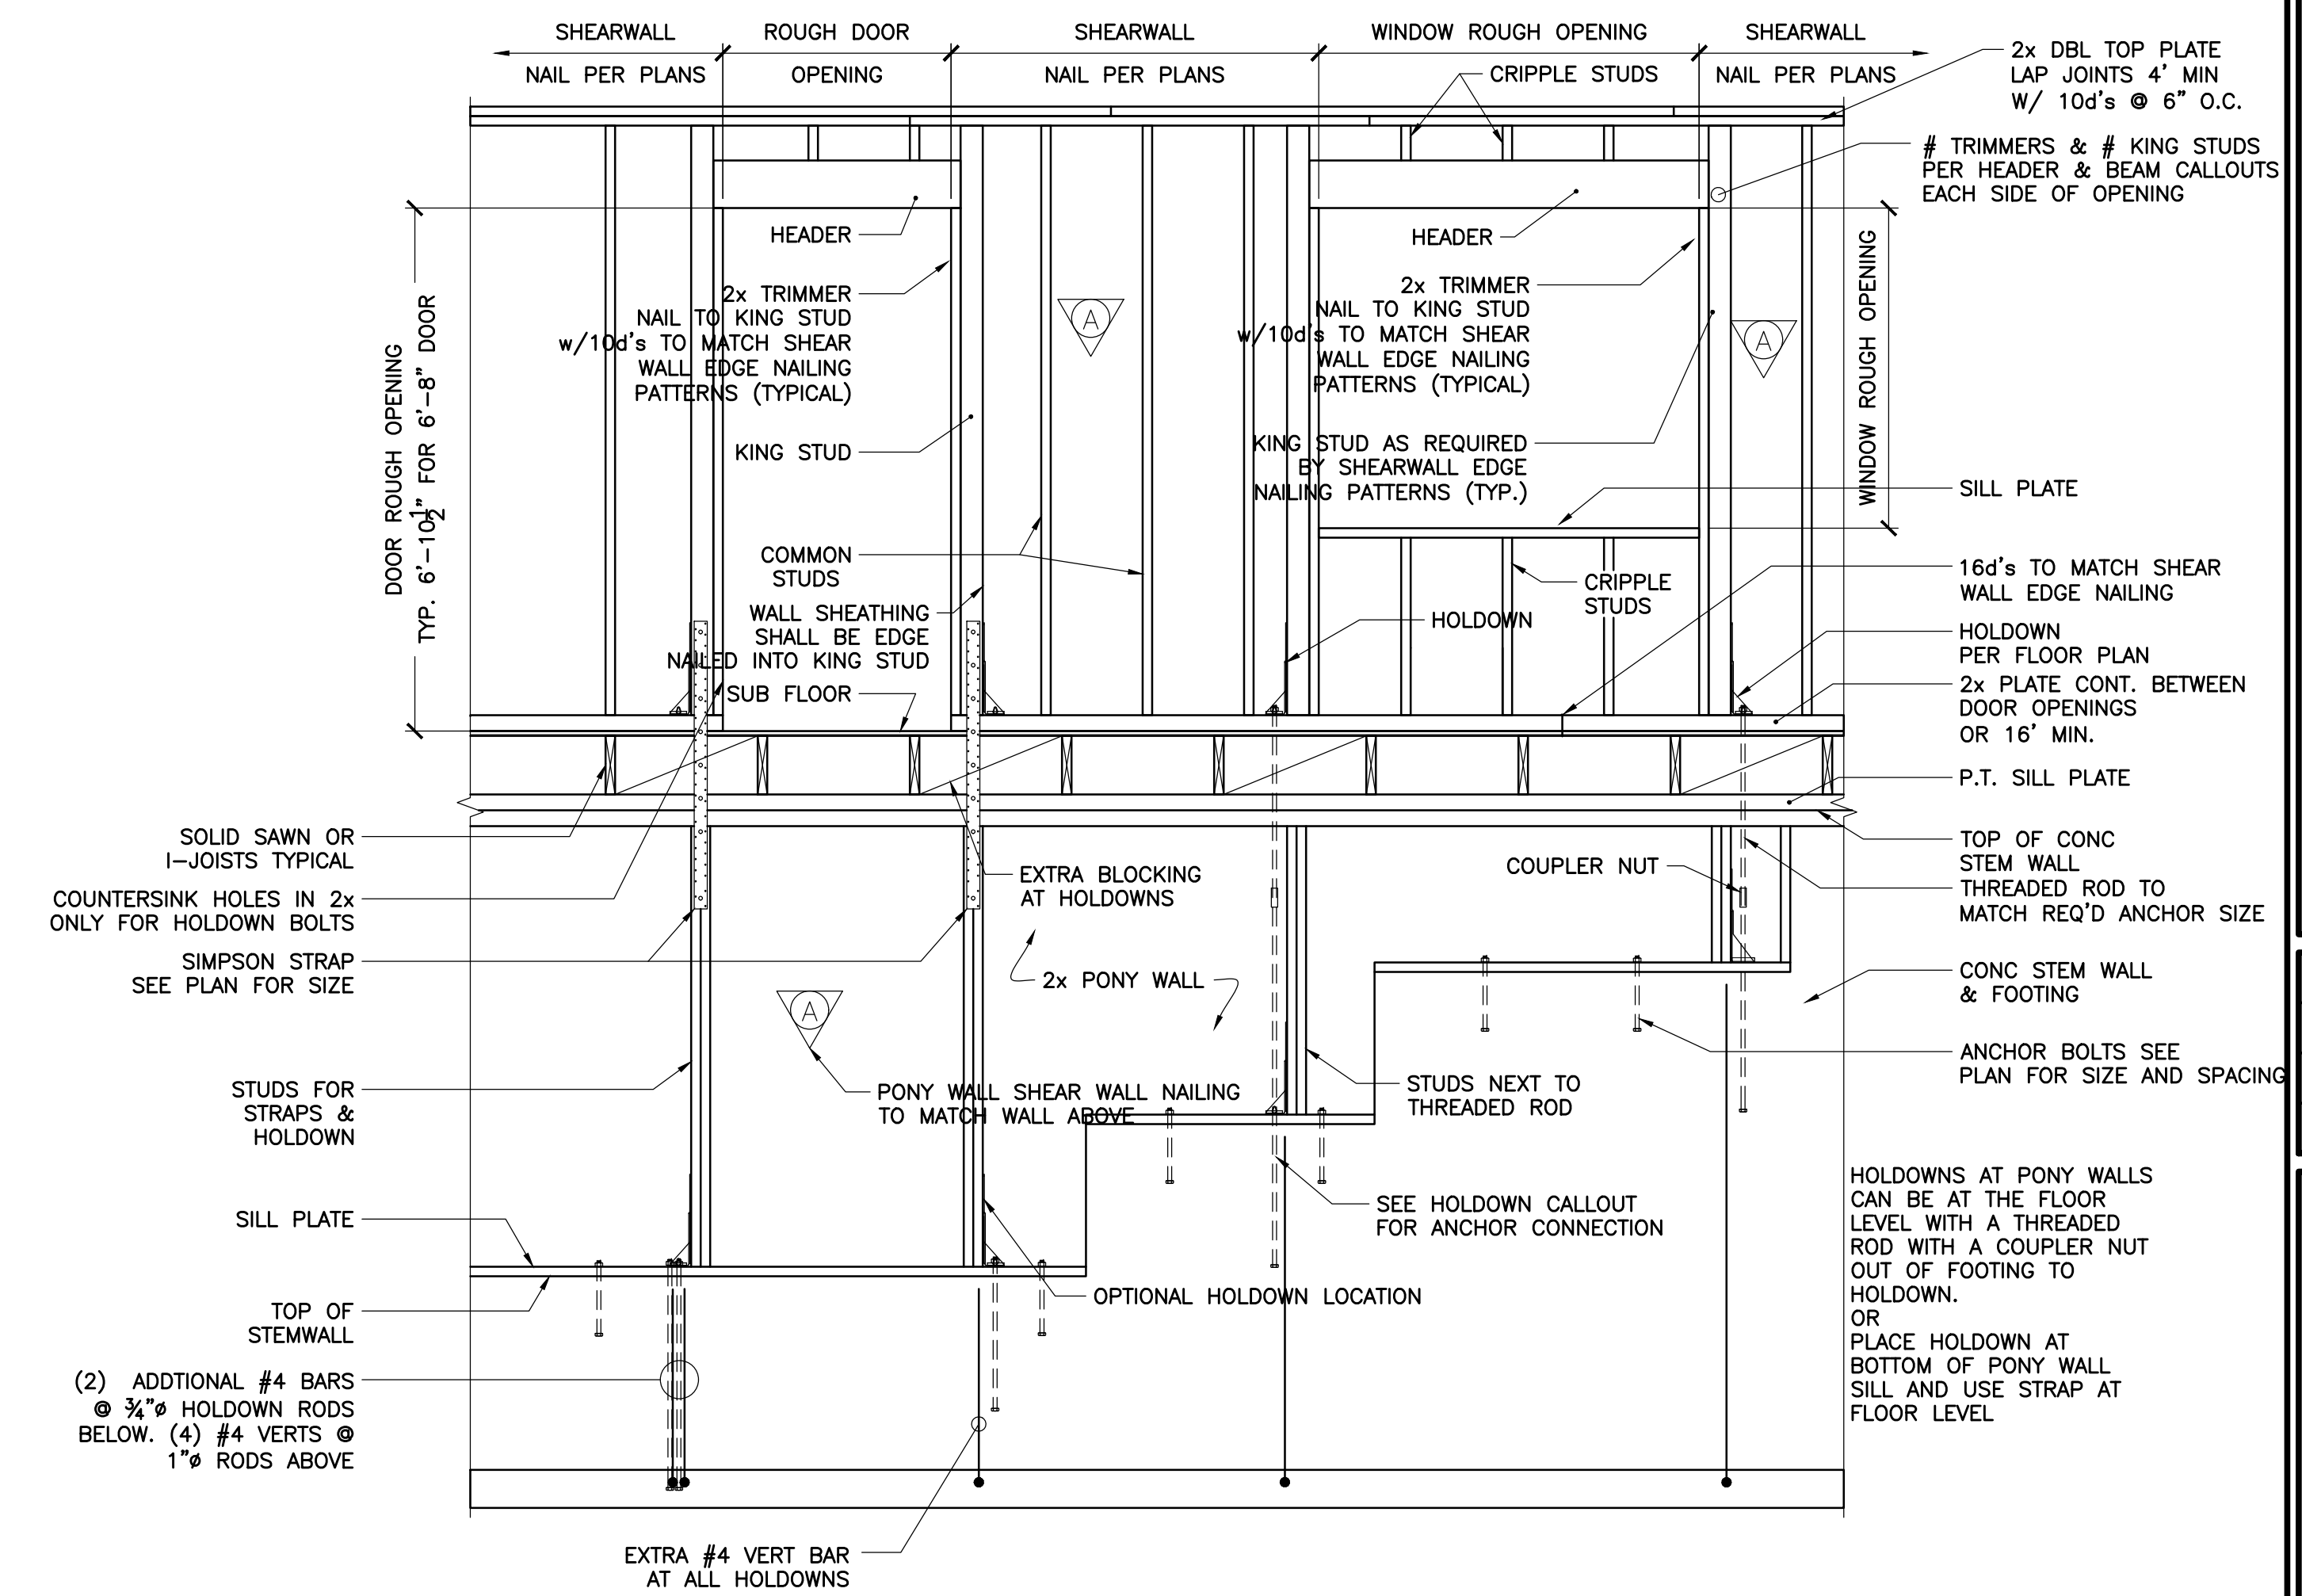 SHEARWALL
NAIL PER PLANS
ROUGH DOOR
OPENING
SHEARWALL
NAIL PER PLANS
WINDOW ROUGH OPENING
SHEARWALL
NAIL PER PLANS
CRIPPLE STUDS
2x DBL TOP PLATE
LAP JOINTS 4' MIN
W/ 10d's @ 6" O.C.
# TRIMMERS & # KING STUDS
PER HEADER & BEAM CALLOUTS
EACH SIDE OF OPENING
HEADER
HEADER
2x TRIMMER
NAIL TO KING STUD
w/10d's TO MATCH SHEAR
WALL EDGE NAILING
PATTERNS (TYPICAL)
2x TRIMMER
NAIL TO KING STUD
w/10d's TO MATCH SHEAR
WALL EDGE NAILING
PATTERNS (TYPICAL)
A
A
DOOR ROUGH OPENING
TYP. 6'-10 1/2" FOR 6'-8" DOOR
WINDOW ROUGH OPENING
KING STUD
KING STUD AS REQUIRED
BY SHEARWALL EDGE
NAILING PATTERNS (TYP.)
SILL PLATE
COMMON
STUDS
CRIPPLE
STUDS
16d's TO MATCH SHEAR
WALL EDGE NAILING
WALL SHEATHING
SHALL BE EDGE
NAILED INTO KING STUD
HOLDOWN
HOLDOWN
PER FLOOR PLAN
SUB FLOOR
2x PLATE CONT. BETWEEN
DOOR OPENINGS
OR 16' MIN.
P.T. SILL PLATE
SOLID SAWN OR
I-JOISTS TYPICAL
TOP OF CONC
STEM WALL
COUNTERSINK HOLES IN 2x
ONLY FOR HOLDOWN BOLTS
EXTRA BLOCKING
AT HOLDOWNS
COUPLER NUT
THREADED ROD TO
MATCH REQ'D ANCHOR SIZE
SIMPSON STRAP
SEE PLAN FOR SIZE
2x PONY WALL
CONC STEM WALL
& FOOTING
A
ANCHOR BOLTS SEE
PLAN FOR SIZE AND SPACING
STUDS FOR
STRAPS &
HOLDOWN
PONY WALL SHEAR WALL NAILING
TO MATCH WALL ABOVE
STUDS NEXT TO
THREADED ROD
SILL PLATE
SEE HOLDOWN CALLOUT
FOR ANCHOR CONNECTION
HOLDOWNS AT PONY WALLS
CAN BE AT THE FLOOR
LEVEL WITH A THREADED
ROD WITH A COUPLER NUT
OUT OF FOOTING TO
HOLDOWN.
OR
PLACE HOLDOWN AT
BOTTOM OF PONY WALL
SILL AND USE STRAP AT
FLOOR LEVEL
TOP OF
STEMWALL
OPTIONAL HOLDOWN LOCATION
(2) ADDTIONAL #4 BARS
@ ¾"ø HOLDOWN RODS
BELOW. (4) #4 VERTS @
1"ø RODS ABOVE
EXTRA #4 VERT BAR
AT ALL HOLDOWNS